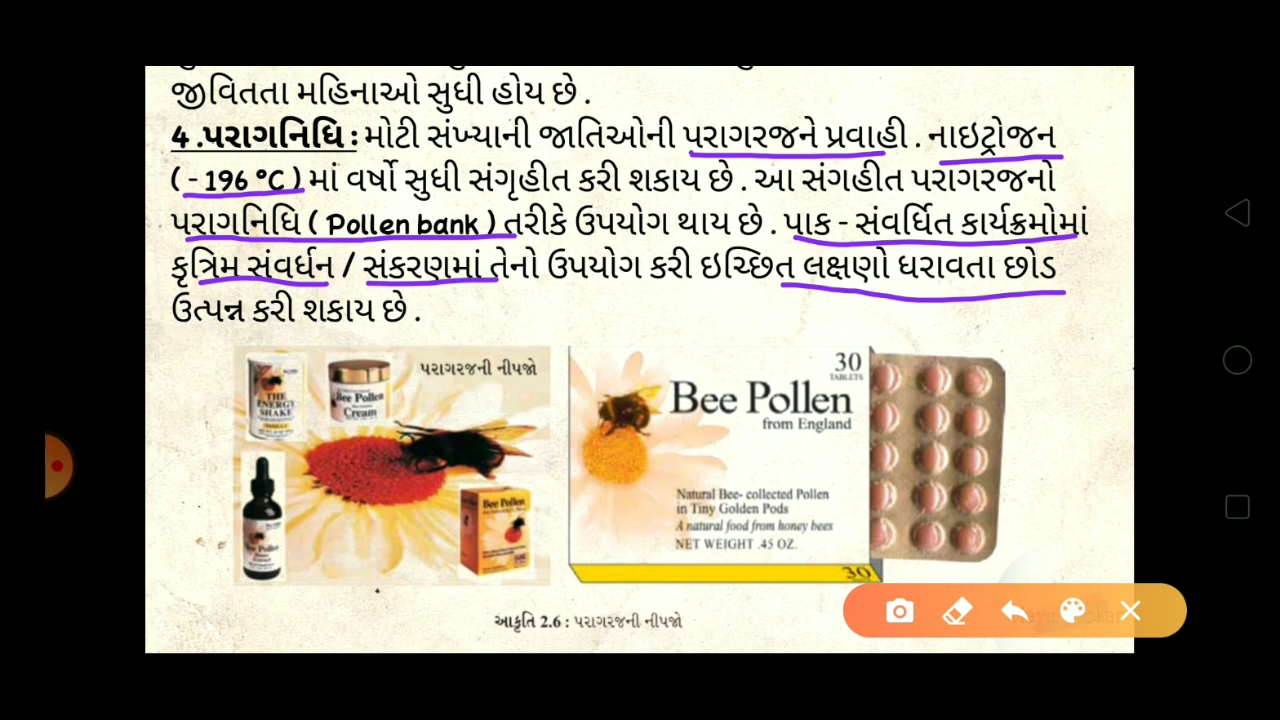 જીવિતતા મહિનાઓ સુધી હોય છે .
4 .પરાગનિધિ : મોટી સંખ્યાની જાતિઓની પરાગરજને પ્રવાહી . નાઇટ્રોજન
( - 196 °C ) માં વર્ષો સુધી સંગૃહીત કરી શકાય છે . આ સંગહીત પરાગરજનો
પરાગનિધિ ( Pollen bank ) તરીકે ઉપયોગ થાય છે . પાક - સંવર્ધિત કાર્યક્રમોમાં
કૃત્રિમ સંવર્ધન / સંકરણમાં તેનો ઉપયોગ કરી ઇચ્છિત લક્ષણો ધરાવતા છોડ
ઉત્પન્ન કરી શકાય છે .
પરાગરજની નીપજો
THE
ENERGY
SHAKE
Bee Pollen
Cream
Bee Pollen
Bee Pollen
30
TABLETS
Bee Pollen
from England
Natural Bee- collected Pollen
in Tiny Golden Pods
A natural food from honey bees
NET WEIGHT .45 OZ.
30
આકૃતિ 2.6 : પરાગરજની નીપજો